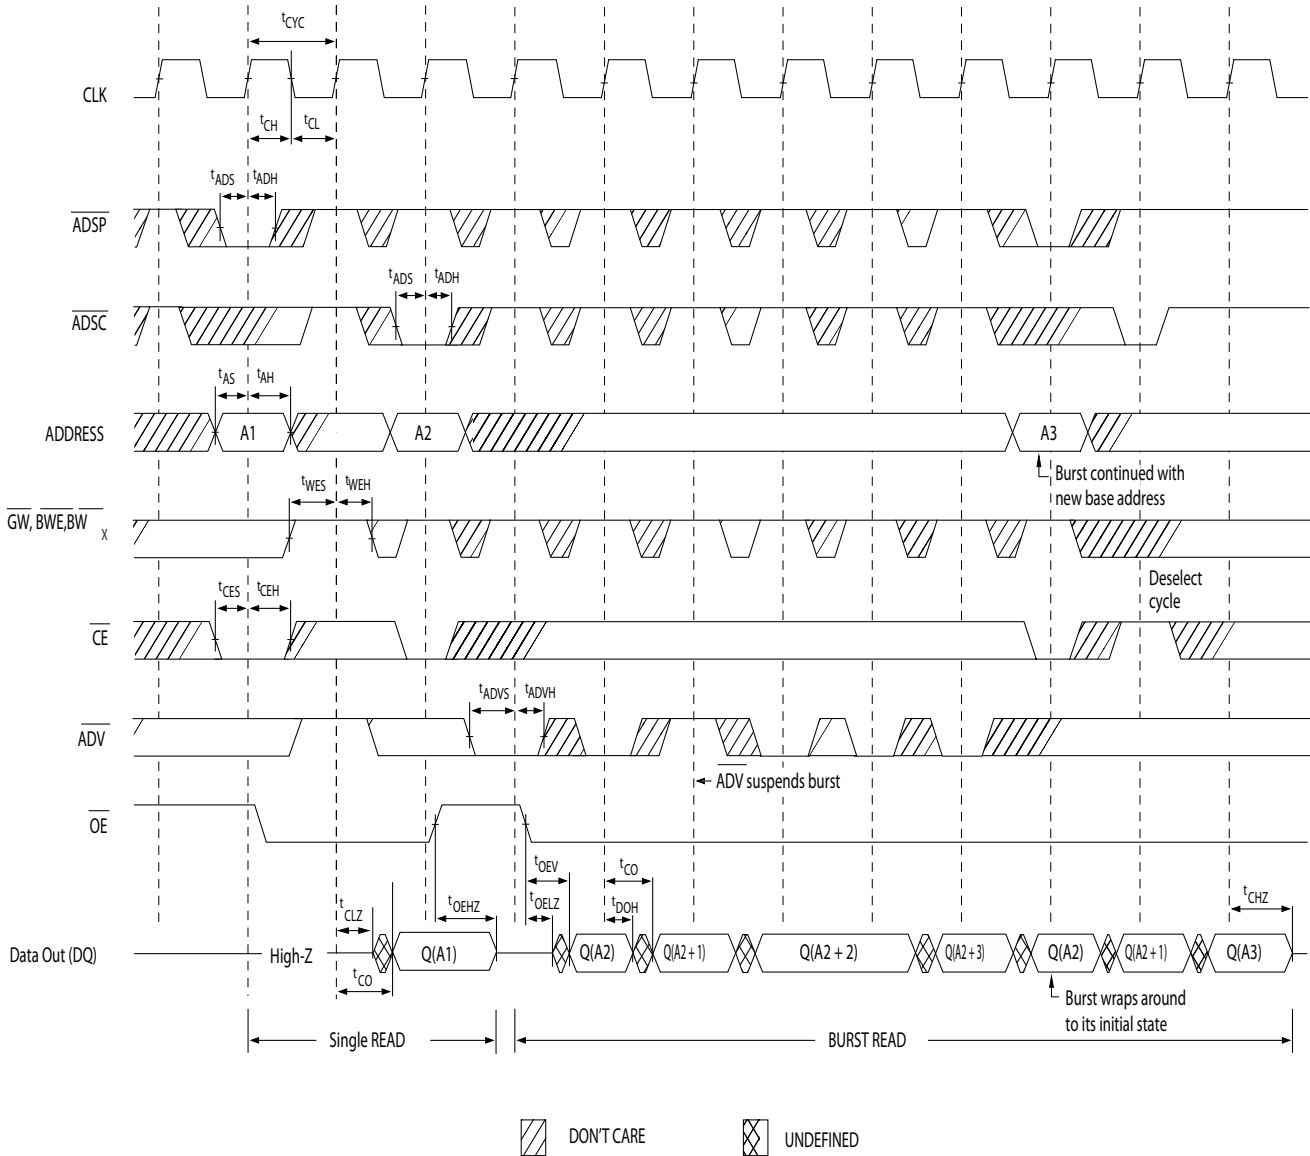 tCYC
CLK
tCH
tCL
tADS
tADH
ADSP
tADS
tADH
ADSC
tAS
tAH
ADDRESS
A1
A2
A3
Burst continued with
new base address
tWES
tWEH
GW, BWE,BW X
Deselect
cycle
tCES
tCEH
CE
tADVS
tADVH
ADV
ADV suspends burst
OE
tOEV
tCO
tCLZ
tOEHZ
tOELZ
tDOH
tCHZ
Data Out (DQ)
High-Z
Q(A1)
Q(A2)
Q(A2+1)
Q(A2 + 2)
Q(A2+3)
Q(A2)
Q(A2+1)
Q(A3)
tCO
Burst wraps around
to its initial state
Single READ
BURST READ
DON'T CARE
UNDEFINED